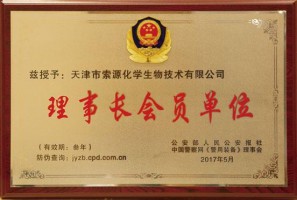 兹授予：天津市索源化学生物技术有限公司
理事长会员单位
（有效期：叁年）
防伪查询：jyzb.cpd.com.cn
公安部人民公安报社
中国警察网《警用装备》理事会
2017年5月